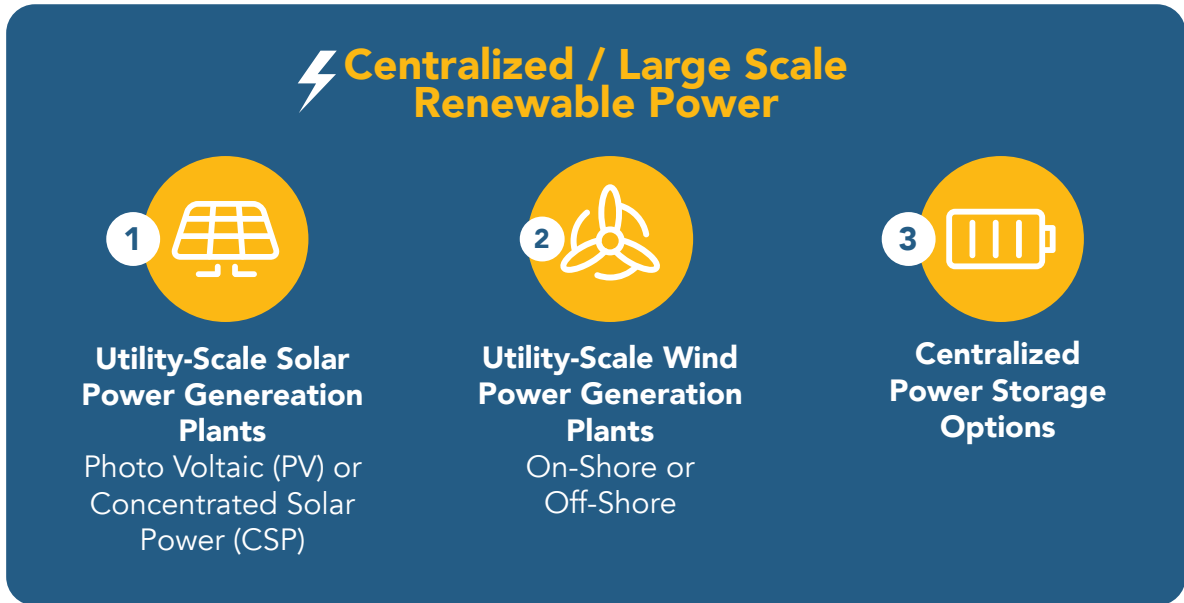 Centralized / Large Scale
Renewable Power
1
Utility-Scale Solar
Power Genereation
Plants
Photo Voltaic (PV) or
Concentrated Solar
Power (CSP)
2
Utility-Scale Wind
Power Generation
Plants
On-Shore or
Off-Shore
3
Centralized
Power Storage
Options